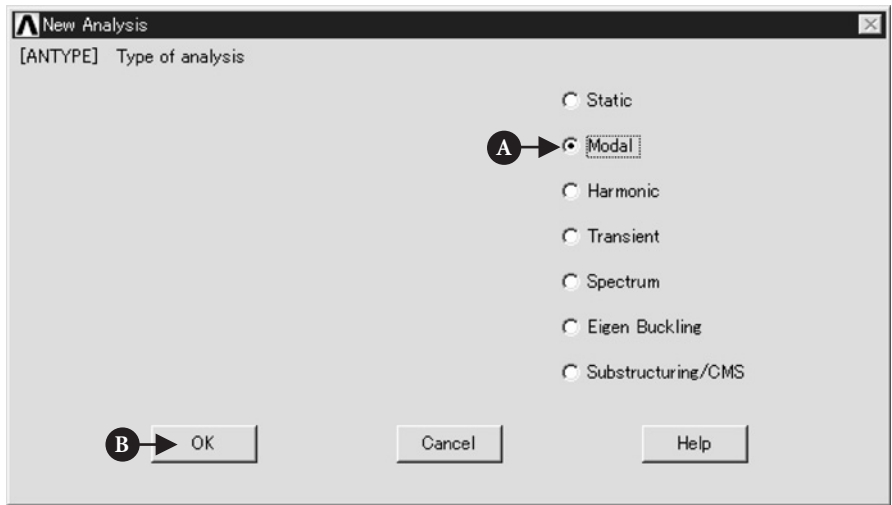 New Analysis
[ANTYPE] Type of analysis
Static
A Modal
Harmonic
Transient
Spectrum
Eigen Buckling
Substructuring/CMS
B OK Cancel Help